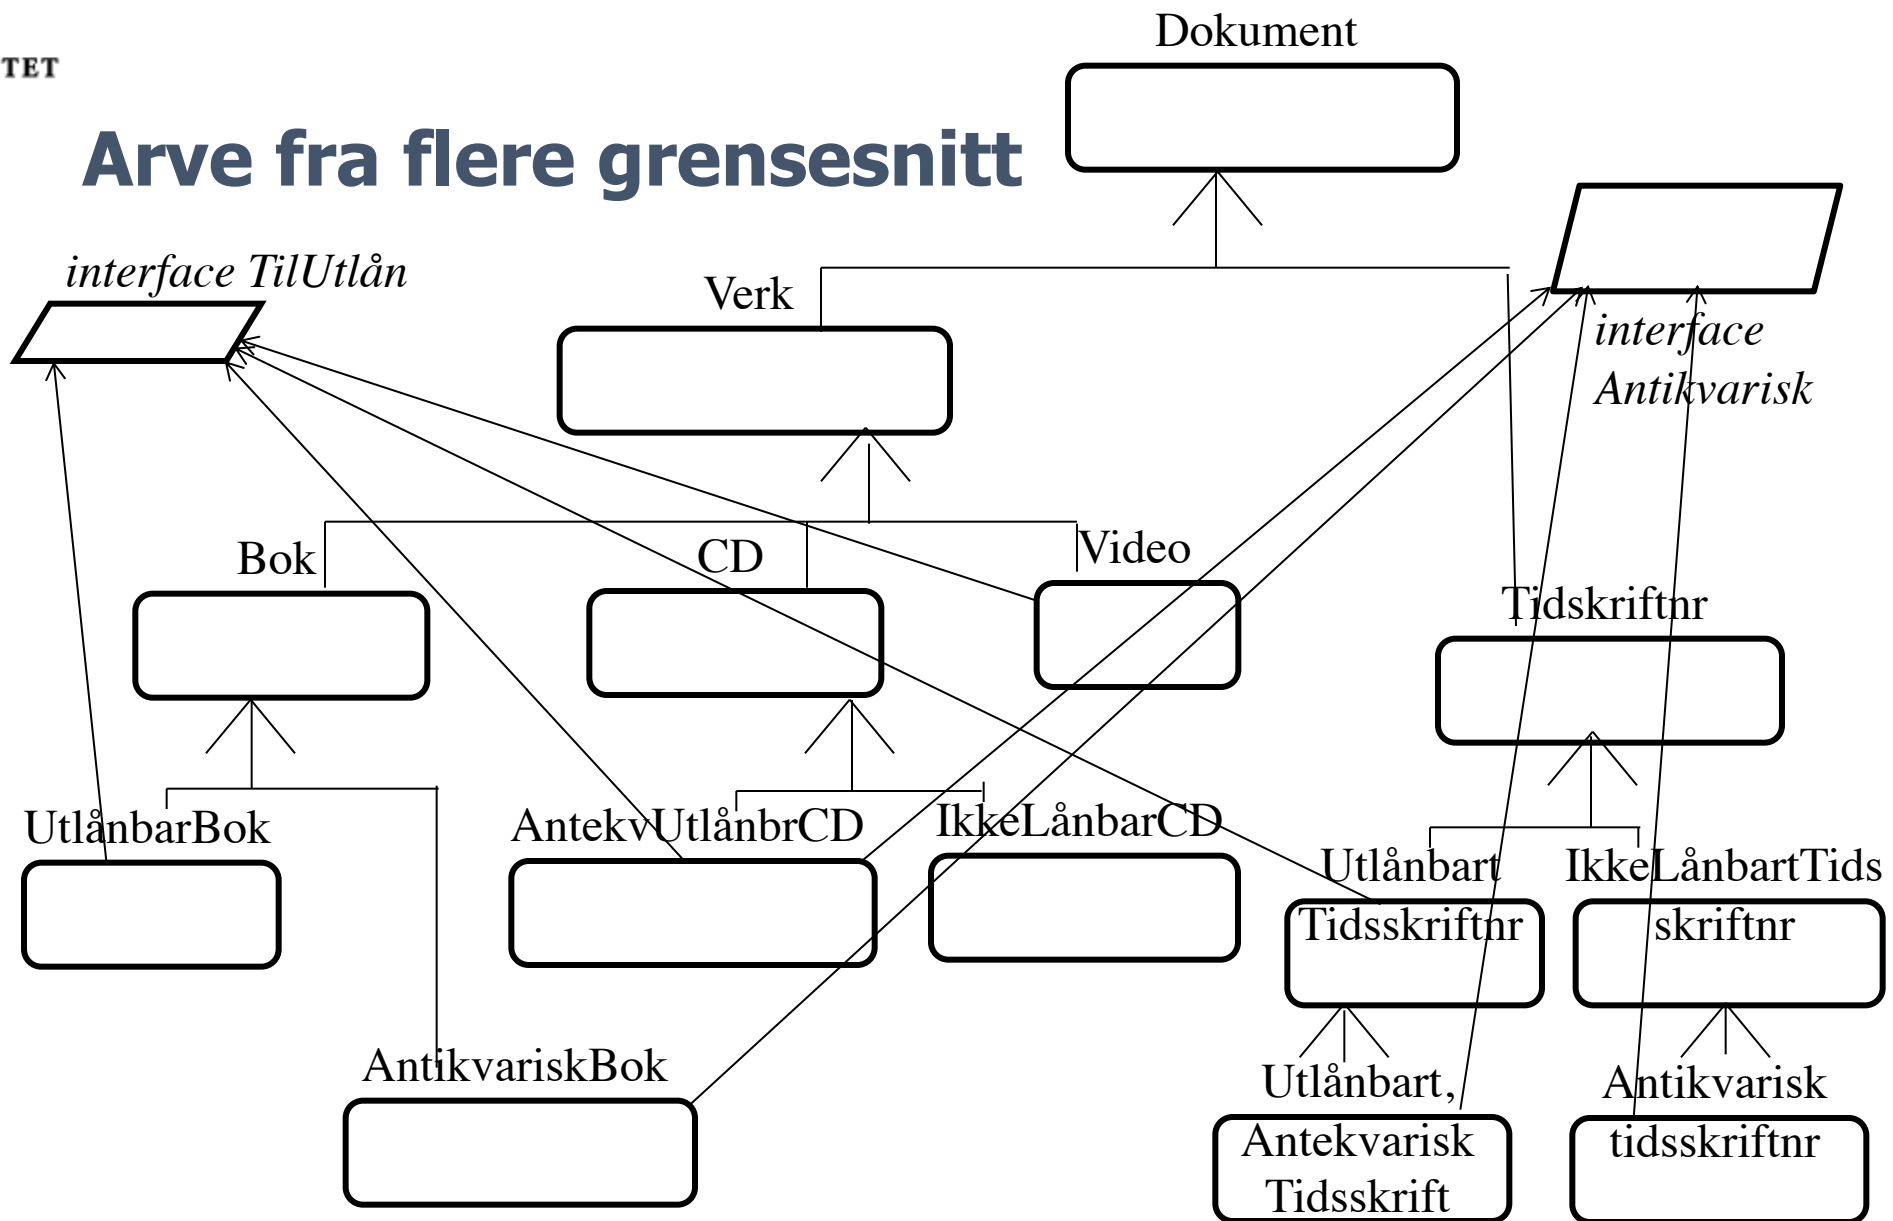 Dokument
TET
Arve fra flere grensesnitt
interface TilUtlån
Verk
interface
Antikvarisk
Bok
CD
Video
Tidskriftnr
UtlånbarBok
AntekvUtlånbrCD
IkkeLånbarCD
Utlånbart
Tidsskriftnr
IkkeLånbartTids
skriftnr
AntikvariskBok
Utlånbart,
Antekvarisk
Tidsskrift
Antikvarisk
tidsskriftnr